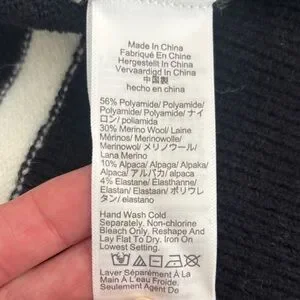 Made In China
Fabriqué En Chine
Hergestellt In China
Vervaardigd In China
中国製
hecho en china
56% Polyamide/ Polyamide/
Polyamid/ Polyamide/ ナイ
ロン/ poliamida
30% Merino Wool/ Laine
Mérinos/ Merinowolle/
Merinowol/ メリノウール/
Lana Merino
10% Alpaca/ Alpaga/ Alpaka/
Alpaca/ アルパカ/ alpaca
4% Elastane/ Élasthanne/
Elastan/ Elastaan/ ポリウレ
タン/ elastano
Hand Wash Cold
Separately. Non-chlorine
Bleach Only. Reshape And
Lay Flat To Dry. Iron On
Lowest Setting.
Laver Séparément À La
Main À L'eau Froide.
Seulement Agent De